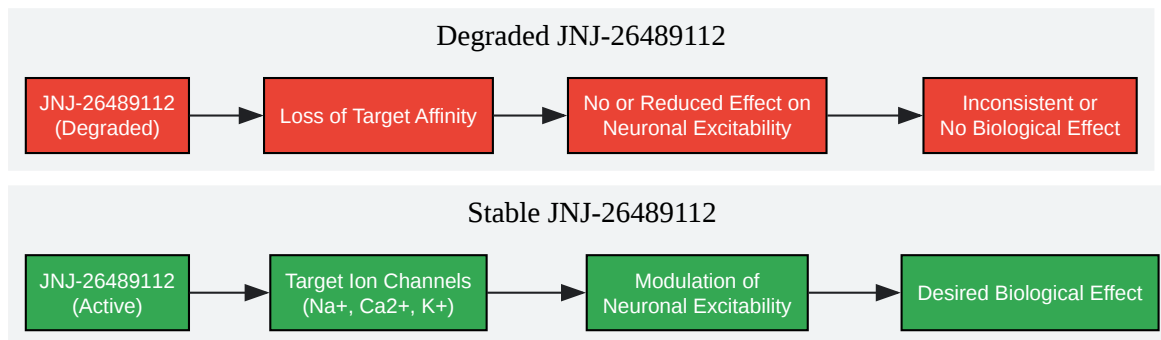 Degraded JNJ-26489112
JNJ-26489112
(Degraded)
Loss of Target Affinity
No or Reduced Effect on
Neuronal Excitability
Inconsistent or
No Biological Effect
Stable JNJ-26489112
JNJ-26489112
(Active)
Target Ion Channels
(Na+, Ca2+, K+)
Modulation of
Neuronal Excitability
Desired Biological Effect